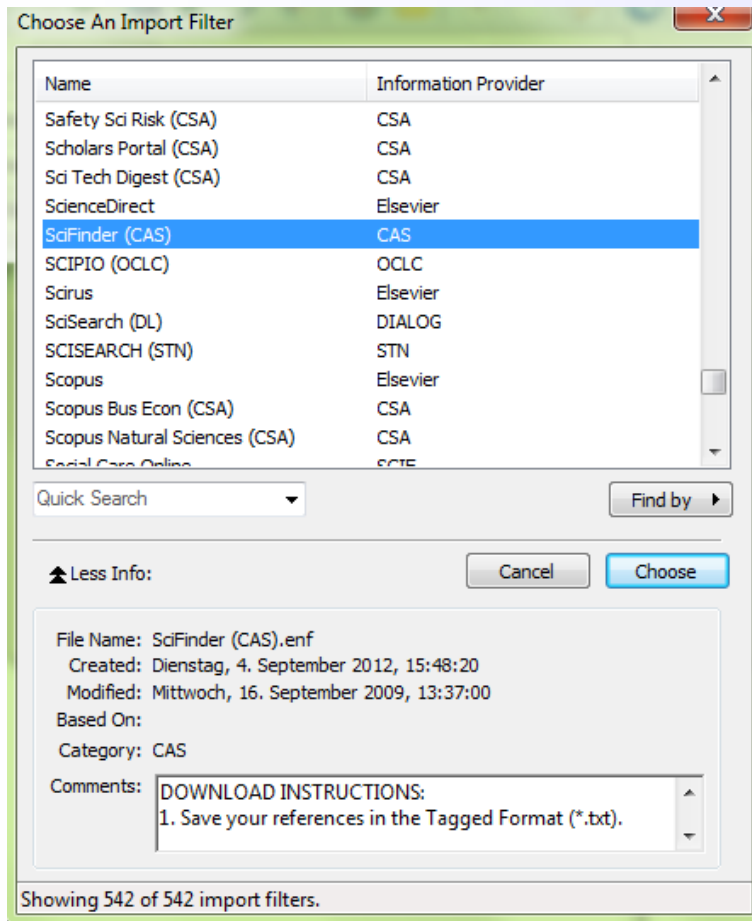 Choose An Import Filter
Name Information Provider
Safety Sci Risk (CSA) CSA
Scholars Portal (CSA) CSA
Sci Tech Digest (CSA) CSA
ScienceDirect Elsevier
SciFinder (CAS) CAS
SCIPIO (OCLC) OCLC
Scirus Elsevier
SciSearch (DL) DIALOG
SCISEARCH (STN) STN
Scopus Elsevier
Scopus Bus Econ (CSA) CSA
Scopus Natural Sciences (CSA) CSA
Social Care Online SCIE
Quick Search Find by
Less Info: Cancel Choose
File Name: SciFinder (CAS).enf
Created: Dienstag, 4. September 2012, 15:48:20
Modified: Mittwoch, 16. September 2009, 13:37:00
Based On:
Category: CAS
Comments: DOWNLOAD INSTRUCTIONS:
1. Save your references in the Tagged Format (*.txt).
Showing 542 of 542 import filters.